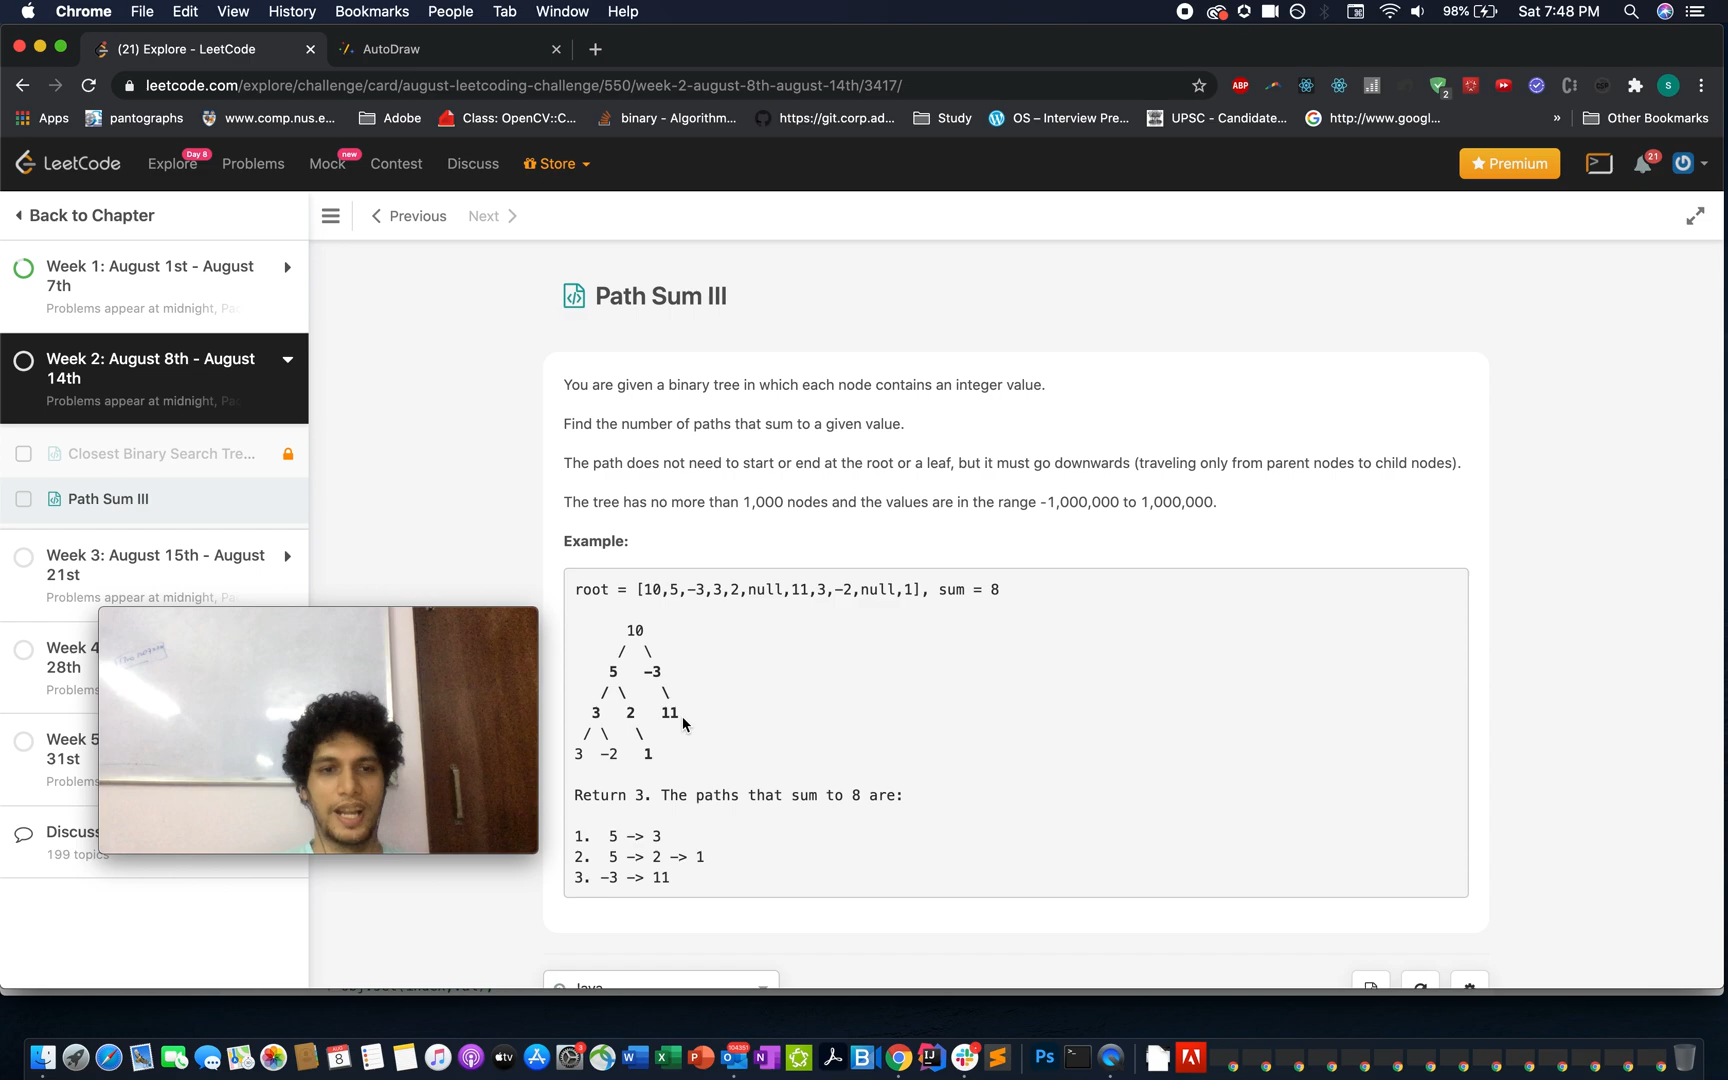 Chrome File Edit View History Bookmarks People Tab Window Help 98% Sat 7:48 PM
(21) Explore - LeetCode AutoDraw
leetcode.com/explore/challenge/card/august-leetcoding-challenge/550/week-2-august-8th-august-14th/3417/
ABP 2 S
Apps pantographs www.comp.nus.e... Adobe Class: OpenCV::C... binary - Algorithm... https://git.corp.ad... Study OS – Interview Pre... UPSC - Candidate... http://www.googl... » Other Bookmarks
LeetCode Explore Day 8 Problems Mock new Contest Discuss Store Premium 21
Back to Chapter Previous Next
Week 1: August 1st - August
7th
Problems appear at midnight, Pa
Week 2: August 8th - August
14th
Problems appear at midnight, Pa
Closest Binary Search Tre...
Path Sum III
Week 3: August 15th - August
21st
Problems appear at midnight, Pa
Week 4
28th
Problems
Week 5
31st
Problems
Discuss
199 topics
Path Sum III
You are given a binary tree in which each node contains an integer value.
Find the number of paths that sum to a given value.
The path does not need to start or end at the root or a leaf, but it must go downwards (traveling only from parent nodes to child nodes).
The tree has no more than 1,000 nodes and the values are in the range -1,000,000 to 1,000,000.
Example:
root = [10,5,-3,3,2,null,11,3,-2,null,1], sum = 8
10
/ \
5 -3
/ \ \
3 2 11
/ \ \
3 -2 1
Return 3. The paths that sum to 8 are:
1. 5 -> 3
2. 5 -> 2 -> 1
3. -3 -> 11
Java